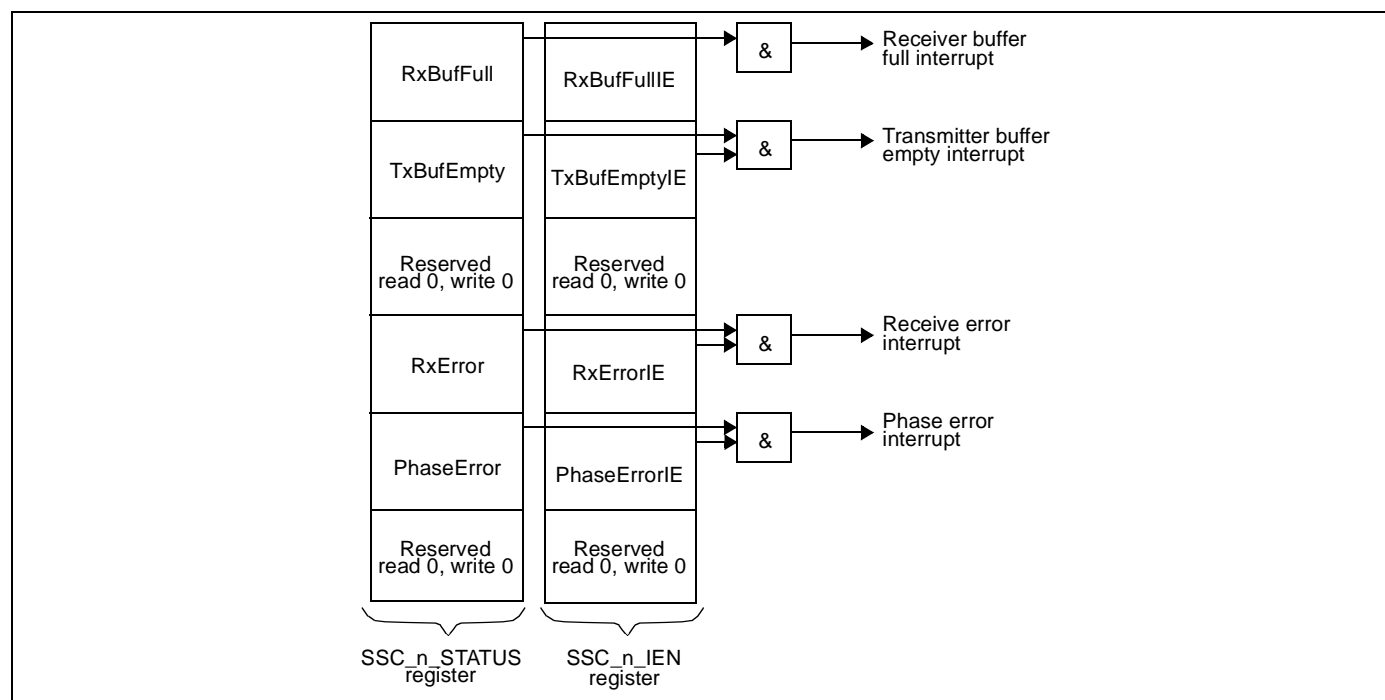 RxBufFull
RxBufFullIE
&
Receiver buffer
full interrupt
TxBufEmpty
TxBufEmptyIE
&
Transmitter buffer
empty interrupt
Reserved
read 0, write 0
Reserved
read 0, write 0
RxError
RxErrorIE
&
Receive error
interrupt
PhaseError
PhaseErrorIE
&
Phase error
interrupt
Reserved
read 0, write 0
Reserved
read 0, write 0
SSC_n_STATUS
register
SSC_n_IEN
register